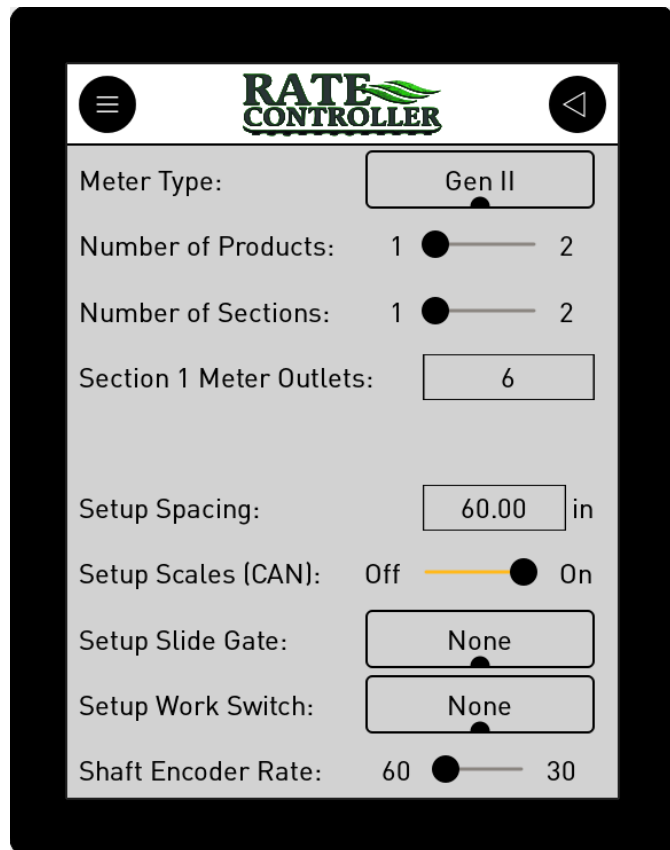 RATE
CONTROLLER
Meter Type: Gen II
Number of Products: 1 2
Number of Sections: 1 2
Section 1 Meter Outlets: 6
Setup Spacing: 60.00 in
Setup Scales (CAN): Off On
Setup Slide Gate: None
Setup Work Switch: None
Shaft Encoder Rate: 60 30